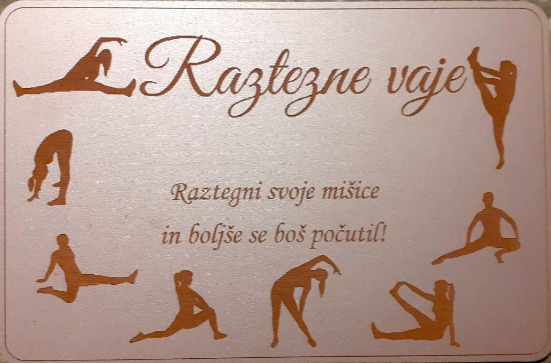 Raztezne vaje
Raztegni svoje mišice
in boljše se boš počutil!